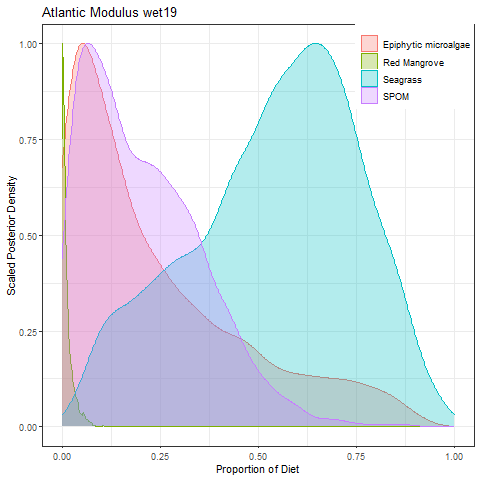 Atlantic Modulus wet19
Epiphytic microalgae
Red Mangrove
Seagrass
SPOM
Scaled Posterior Density
1.00
0.75
0.50
0.25
0.00
0.00 0.25 0.50 0.75 1.00
Proportion of Diet